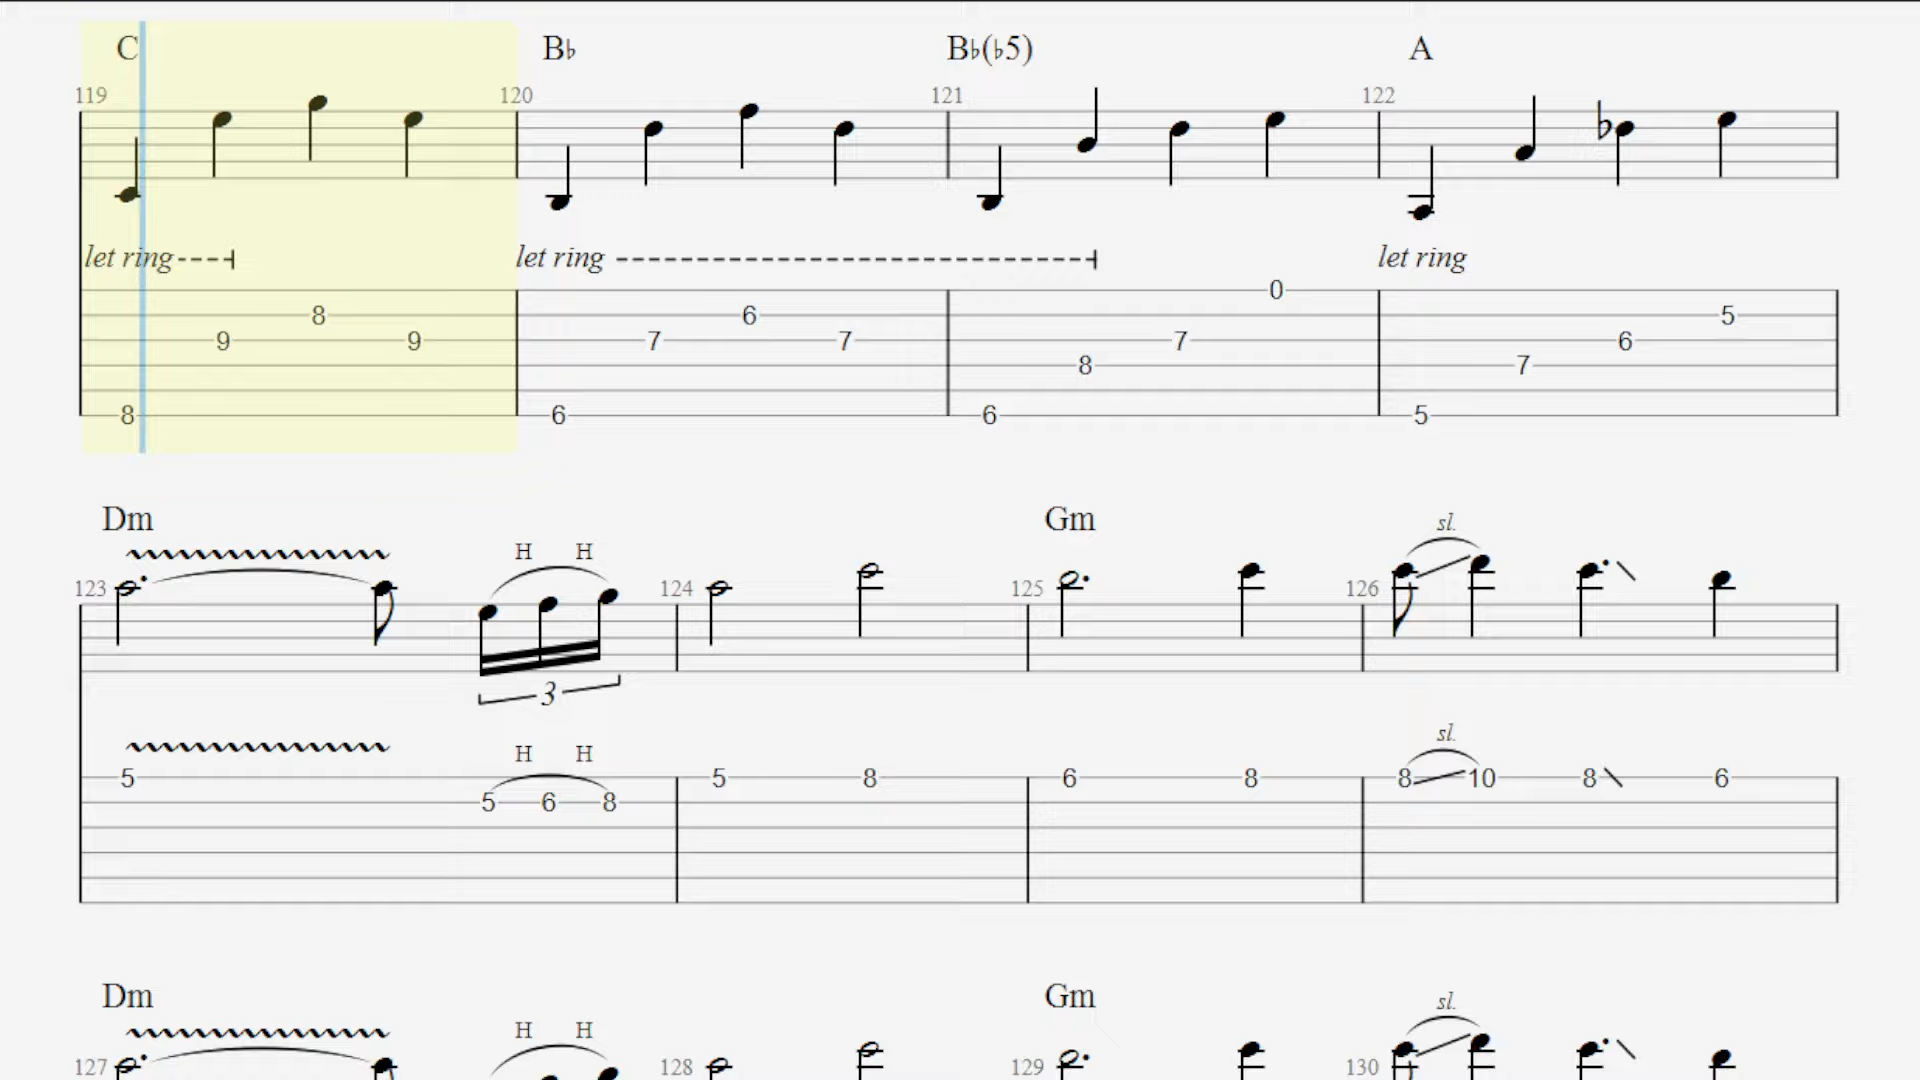 C B♭ B♭(♭5) A
119 120 121 122
let ring let ring let ring
0
8 6 5
9 9 7 7 7 6
8 7
8 6 6 5
Dm Gm sl.
H H
123 124 125 126
3
sl.
H H
5 5 8 6 8 8 10 8 6
5 6 8
Dm Gm sl.
H H
127 128 129 130